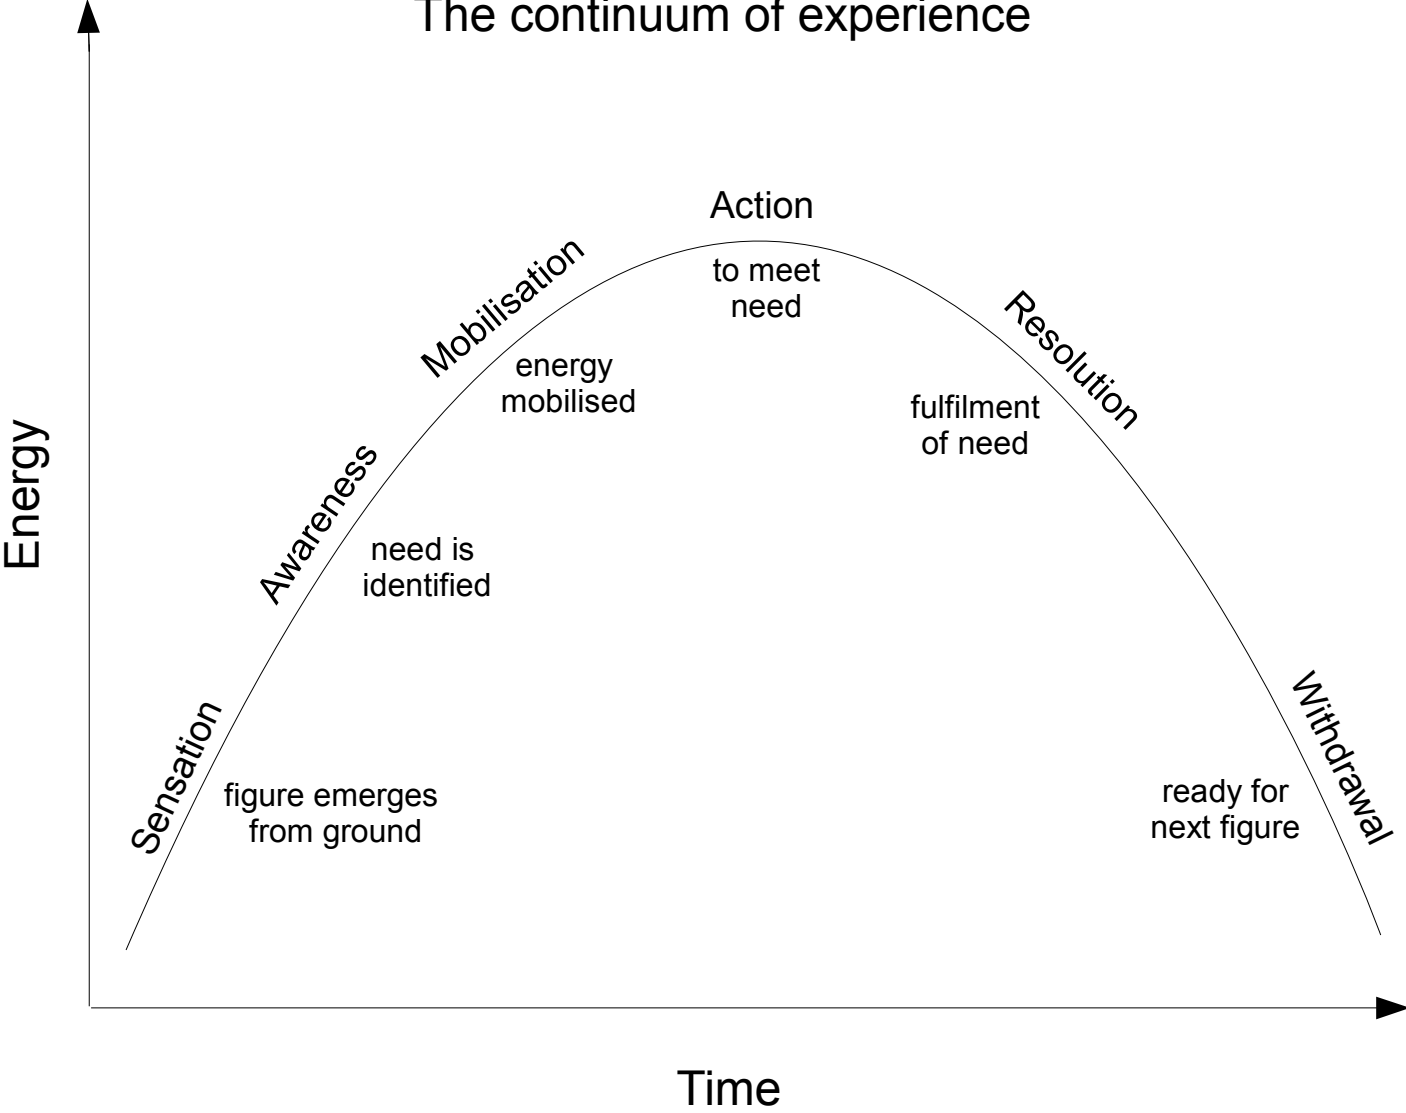 The continuum of experience
Action
to meet
need
Mobilisation
energy
mobilised
Resolution
fulfilment
of need
Awareness
need is
identified
Energy
Sensation
figure emerges
from ground
Withdrawal
ready for
next figure
Time